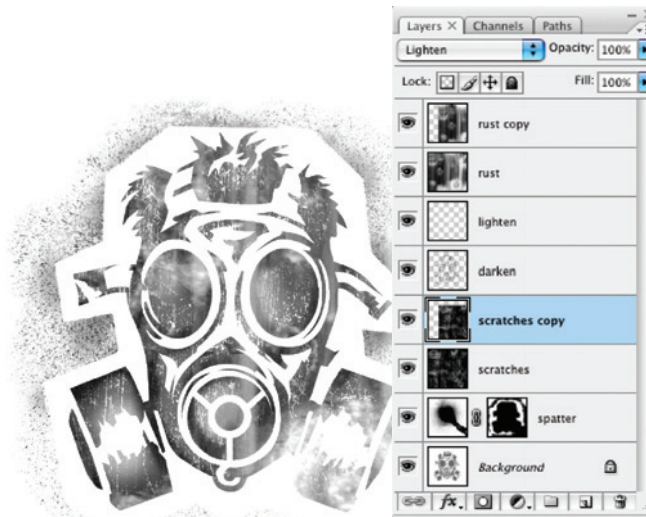 Layers × Channels Paths
Lighten Opacity: 100%
Lock: Fill: 100%
rust copy
rust
lighten
darken
scratches copy
scratches
spatter
Background
fx.